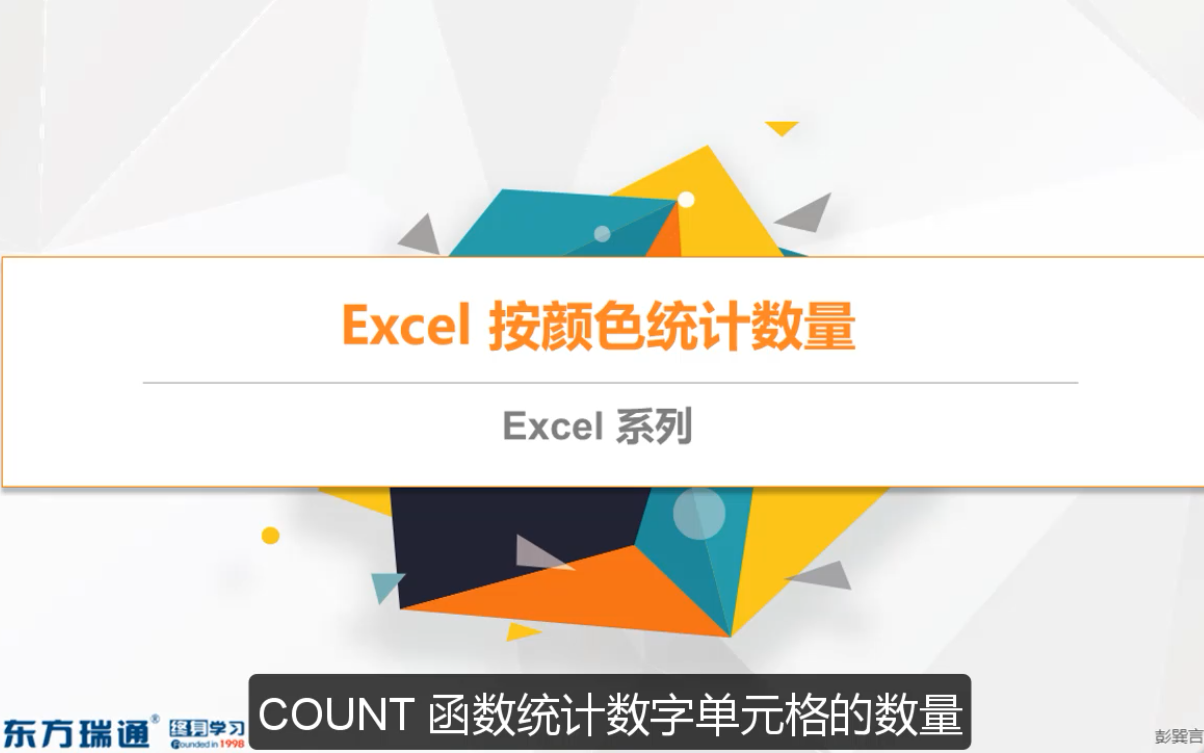 Excel 按颜色统计数量
Excel 系列
COUNT 函数统计数字单元格的数量
东方瑞通®
终身学习
Founded in 1998
彭巽